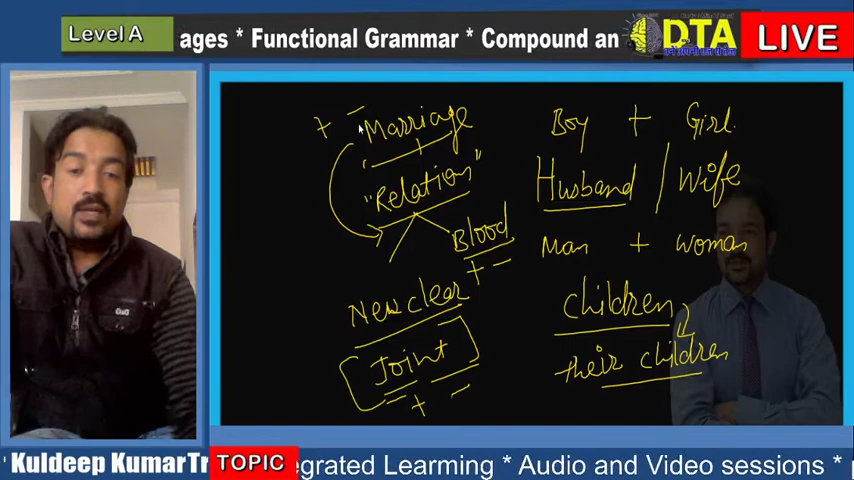 Level A
ages * Functional Grammar * Compound an
DTA
LIVE
+ - Marriage
+
"Relation"
Blood
+ -
Newclear
Joint
- + -
Boy + Girl.
Husband / Wife
Man + woman
children
their children
' Kuldeep KumarTr
TOPIC
egrated Learning * Audio and Video sessions * p